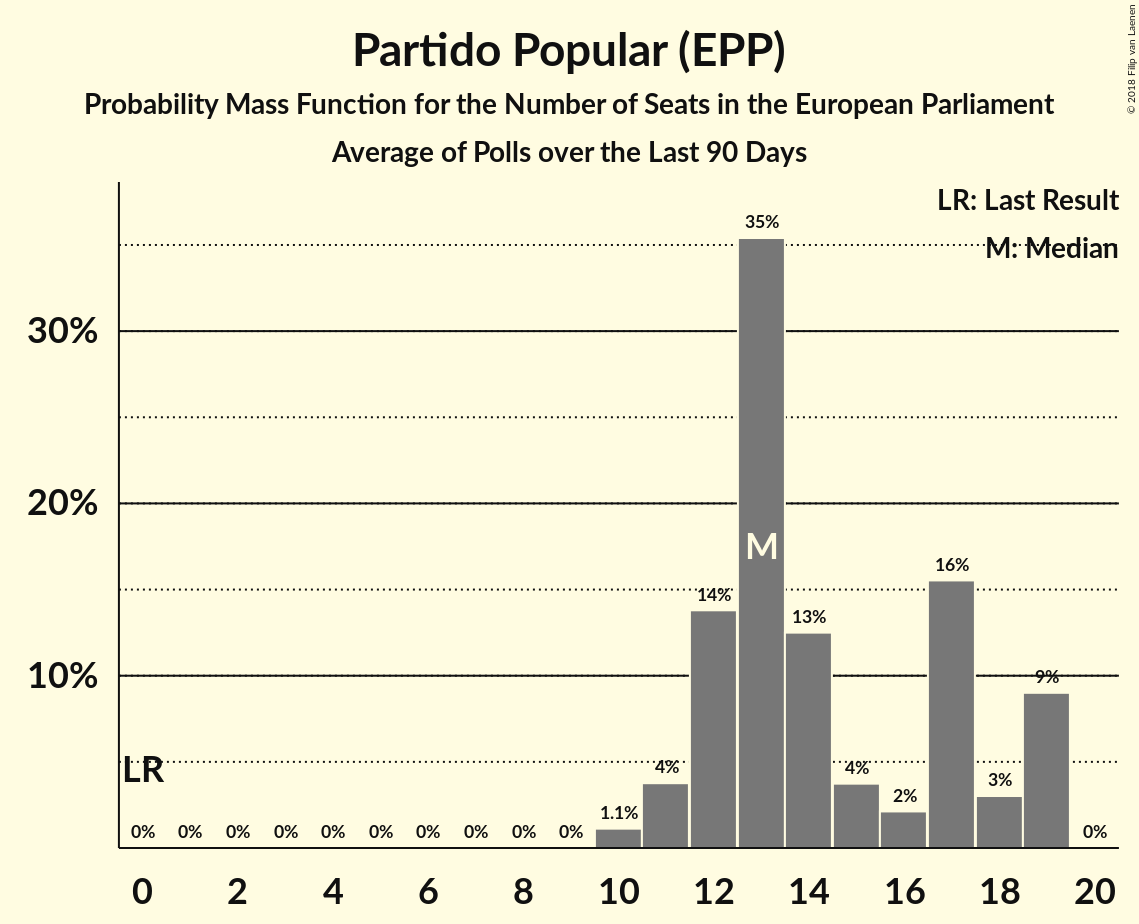 Partido Popular (EPP)
Probability Mass Function for the Number of Seats in the European Parliament
Average of Polls over the Last 90 Days
© 2018 Filip van Laenen
LR: Last Result
M: Median
35%
30%
20%
16%
M
14%
13%
10%
9%
LR
4%
4%
3%
2%
1.1%
0% 0% 0% 0% 0% 0% 0% 0% 0% 0% 0%
0 2 4 6 8 10 12 14 16 18 20